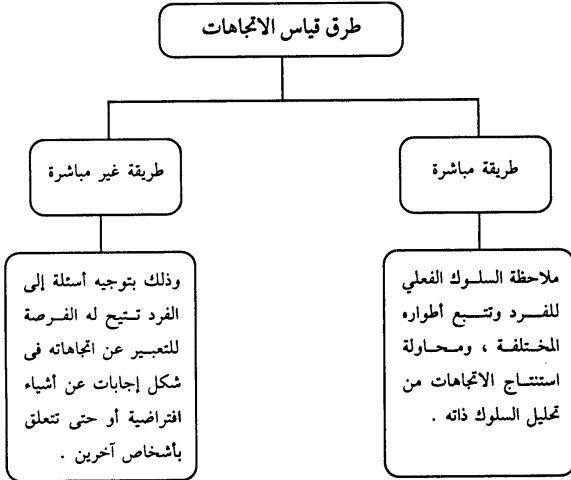 طرق قياس الاتجاهات
طريقة مباشرة
طريقة غير مباشرة
ملاحظة السلوك الفعلي
للفرد وتتبع أطواره
المختلفة ، ومحاولة
استنتاج الاتجاهات من
تحليل السلوك ذاته .
وذلك بتوجيه أسئلة إلى
الفرد تتيح له الفرصة
للتعبير عن اتجاهاته فى
شكل إجابات عن أشياء
افتراضية أو حتى تتعلق
بأشخاص آخرين .